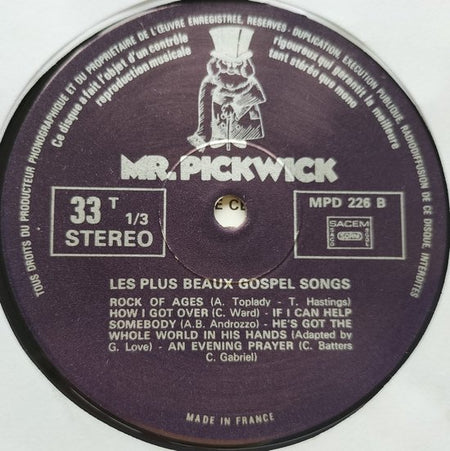 TOUS DROITS DU PRODUCTEUR PHONOGRAPHIQUE ET DU PROPRIETAIRE DE L'ŒUVRE ENREGISTREE, RESERVES - DUPLICATION, EXECUTION PUBLIQUE, RADIODIFFUSION DE CE DISQUE, INTERDITES
Ce disque a fait l'objet d'un contrôle
rigoureux qui garantit la meilleure
reproduction musicale
tant stéréo que mono
MR. PICKWICK
33 T
1/3
STEREO
MPD 226 B
SACEM
SDRM
LES PLUS BEAUX GOSPEL SONGS
ROCK OF AGES (A. Toplady - T. Hastings)
HOW I GOT OVER (C. Ward) - IF I CAN HELP
SOMEBODY (A.B. Androzzo) - HE'S GOT THE
WHOLE WORLD IN HIS HANDS (Adapted by
G. Love) - AN EVENING PRAYER (C. Batters
C. Gabriel)
MADE IN FRANCE